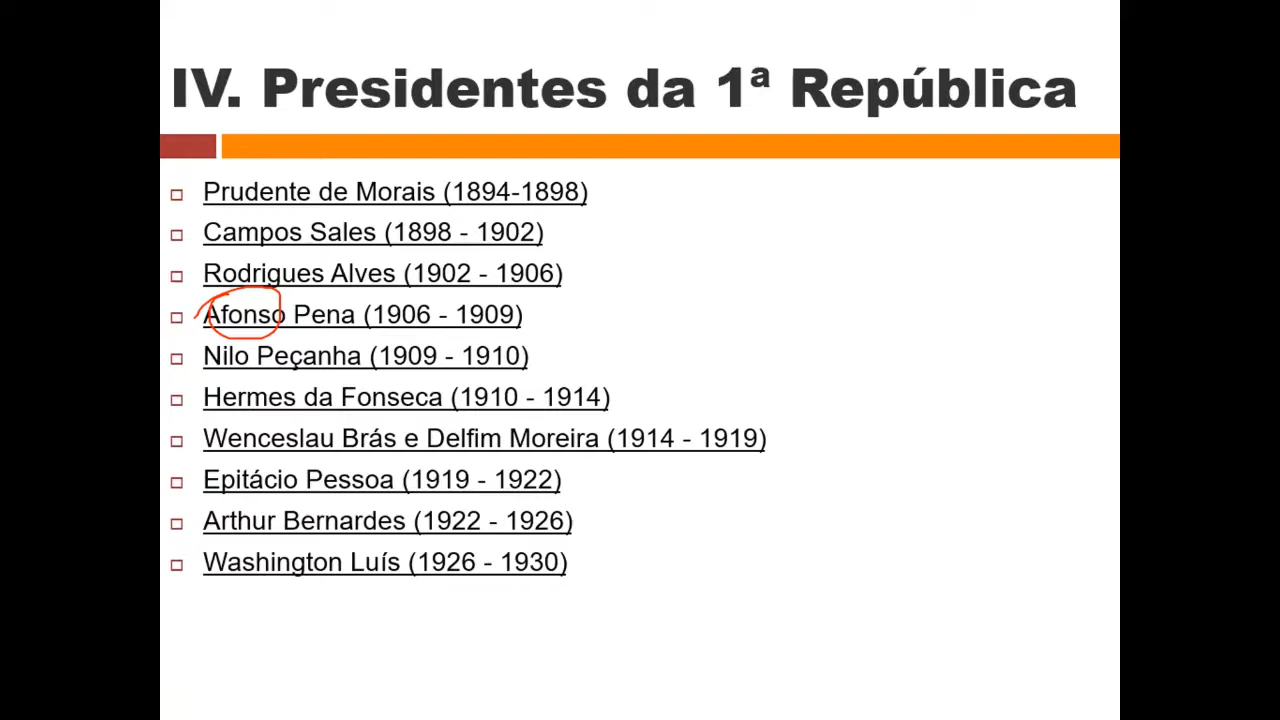 IV. Presidentes da 1ª República
Prudente de Morais (1894-1898)
Campos Sales (1898 - 1902)
Rodrigues Alves (1902 - 1906)
Afonso Pena (1906 - 1909)
Nilo Peçanha (1909 - 1910)
Hermes da Fonseca (1910 - 1914)
Wenceslau Brás e Delfim Moreira (1914 - 1919)
Epitácio Pessoa (1919 - 1922)
Arthur Bernardes (1922 - 1926)
Washington Luís (1926 - 1930)